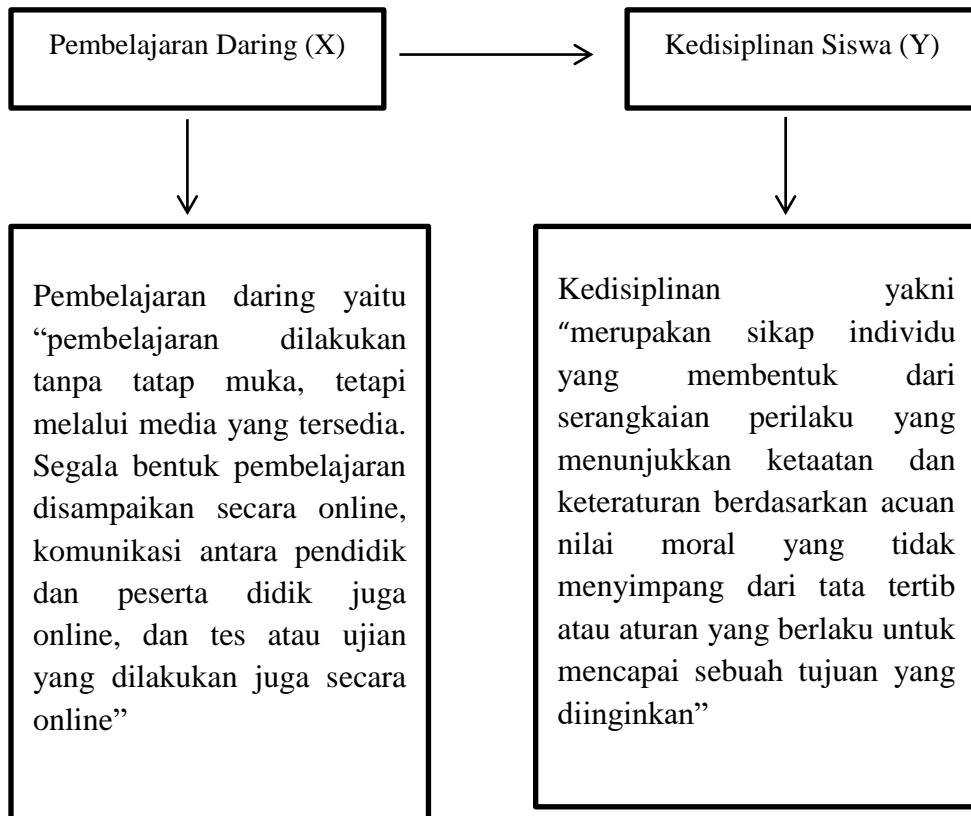 Pembelajaran Daring (X)
Kedisiplinan Siswa (Y)
Pembelajaran daring yaitu
“pembelajaran dilakukan
tanpa tatap muka, tetapi
melalui media yang tersedia.
Segala bentuk pembelajaran
disampaikan secara online,
komunikasi antara pendidik
dan peserta didik juga
online, dan tes atau ujian
yang dilakukan juga secara
online”
Kedisiplinan yakni
“merupakan sikap individu
yang membentuk dari
serangkaian perilaku yang
menunjukkan ketaatan dan
keteraturan berdasarkan acuan
nilai moral yang tidak
menyimpang dari tata tertib
atau aturan yang berlaku untuk
mencapai sebuah tujuan yang
diinginkan”